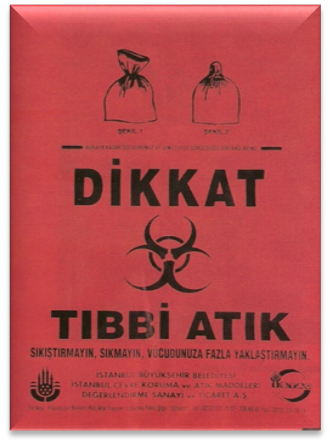 ŞEKİL 1 ŞEKİL 2
DİKKAT
TIBBİ ATIK
SIKIŞTIRMAYIN, SIKMAYIN, VÜCUDUNUZA FAZLA YAKLAŞTIRMAYIN.
İSTANBUL BÜYÜKŞEHİR BELEDİYESİ
İSTANBUL ÇEVRE KORUMA ve ATIK MADDELERİ
DEĞERLENDİRME SANAYİ ve TİCARET A.Ş.